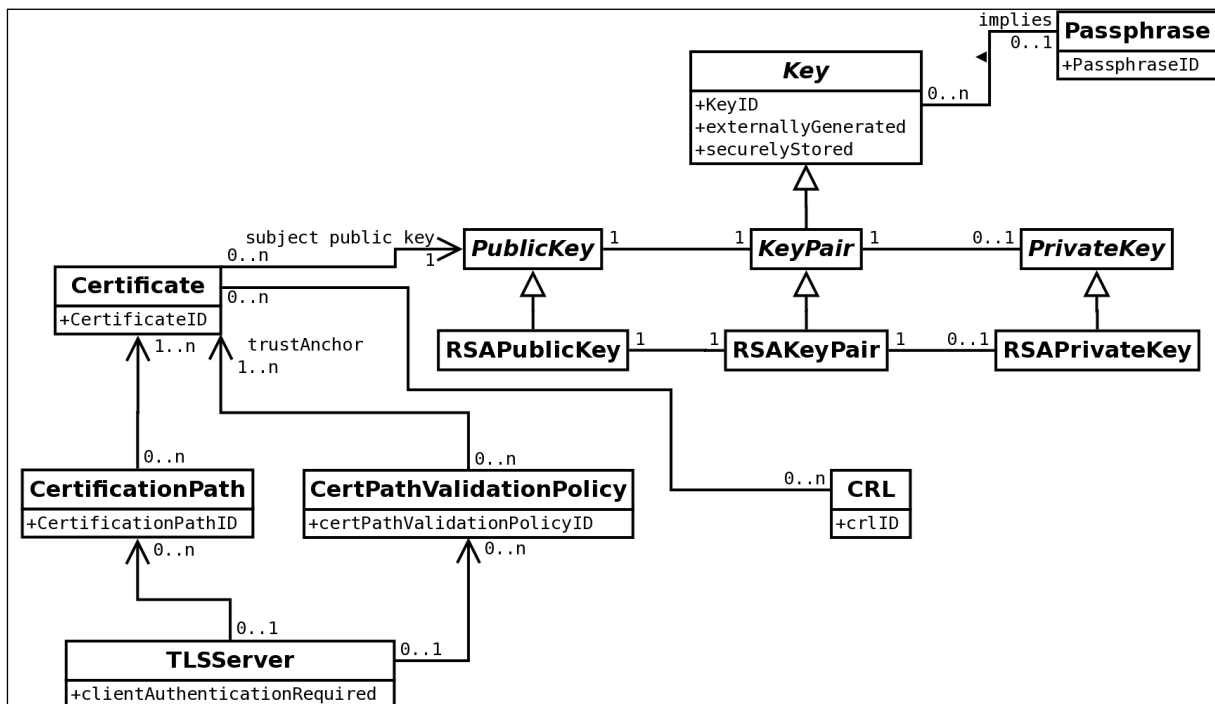 implies
Passphrase
0..1
+PassphraseID
Key
0..n
+KeyID
+externallyGenerated
+securelyStored
subject public key
0..n
1
PublicKey
1
1
KeyPair
1
0..1
PrivateKey
Certificate
0..n
+CertificateID
RSAPublicKey
1
1
RSAKeyPair
1
0..1
RSAPrivateKey
1..n
trustAnchor
1..n
0..n
0..n
0..n
CertificationPath
CertPathValidationPolicy
CRL
+CertificationPathID
+certPathValidationPolicyID
+crlID
0..n
0..n
0..1
0..1
TLSServer
+clientAuthenticationRequired